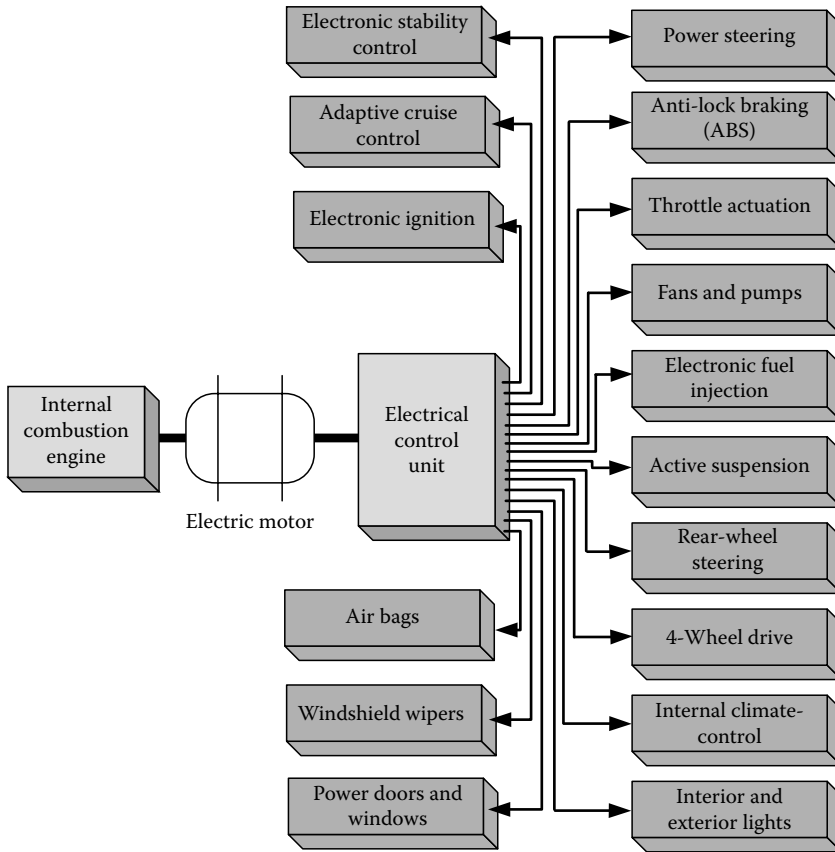 Electronic stability
control
Adaptive cruise
control
Electronic ignition
Internal
combustion
engine
Electric motor
Electrical
control
unit
Air bags
Windshield wipers
Power doors and
windows
Power steering
Anti-lock braking
(ABS)
Throttle actuation
Fans and pumps
Electronic fuel
injection
Active suspension
Rear-wheel
steering
4-Wheel drive
Internal climate-
control
Interior and
exterior lights